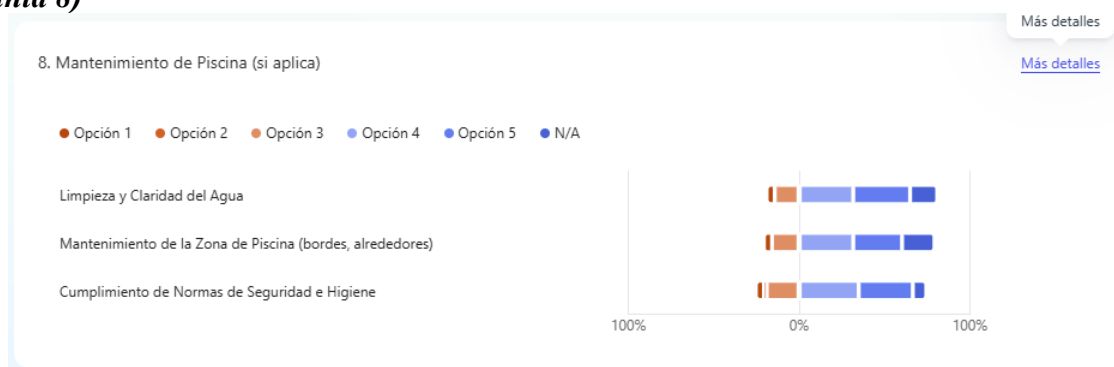 Más detalles
8. Mantenimiento de Piscina (si aplica)
Más detalles
Opción 1 Opción 2 Opción 3 Opción 4 Opción 5 N/A
Limpieza y Claridad del Agua
Mantenimiento de la Zona de Piscina (bordes, alrededores)
Cumplimiento de Normas de Seguridad e Higiene
100% 0% 100%